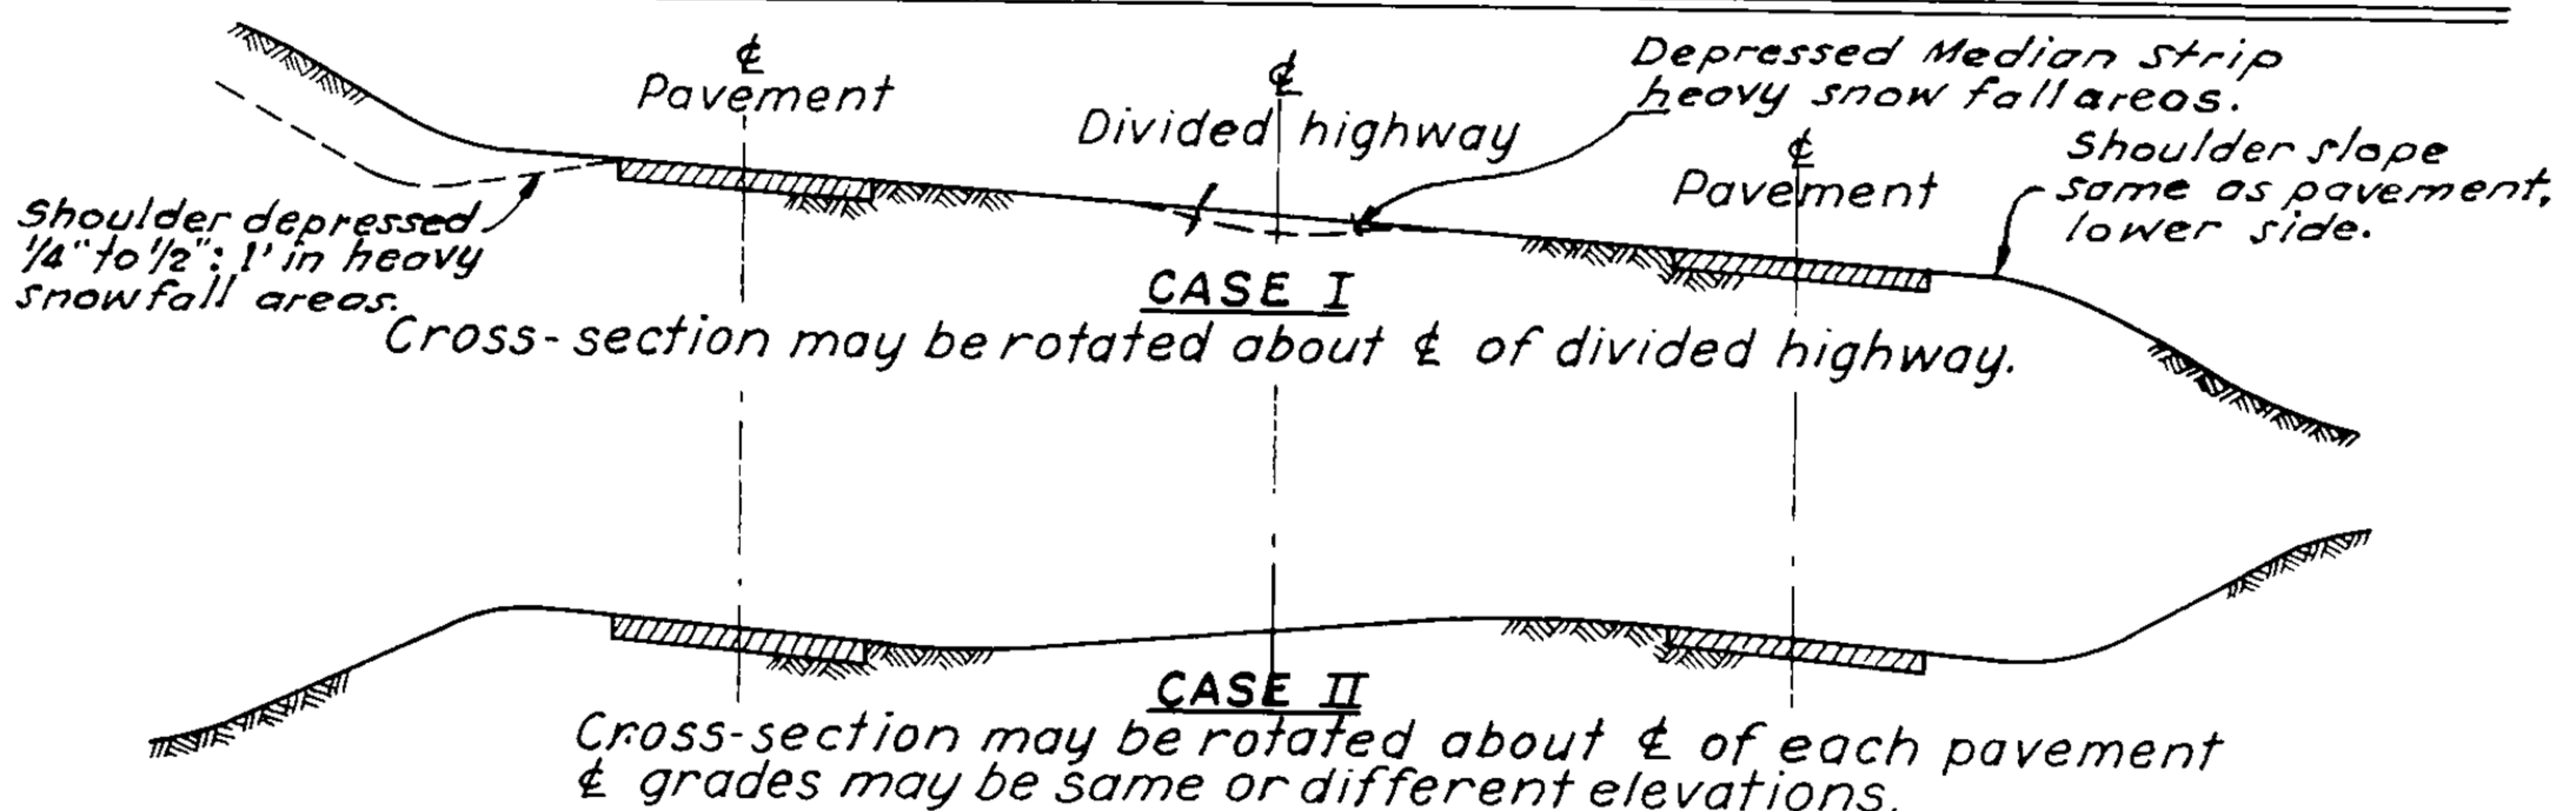 ℄
Pavement
℄
Divided highway
Depressed Median Strip
heavy snow fall areas.
℄
Pavement
Shoulder slope
same as pavement,
lower side.
Shoulder depressed
1/4" to 1/2": 1' in heavy
snowfall areas.
CASE I
Cross-section may be rotated about ℄ of divided highway.
CASE II
Cross-section may be rotated about ℄ of each pavement
℄ grades may be same or different elevations.